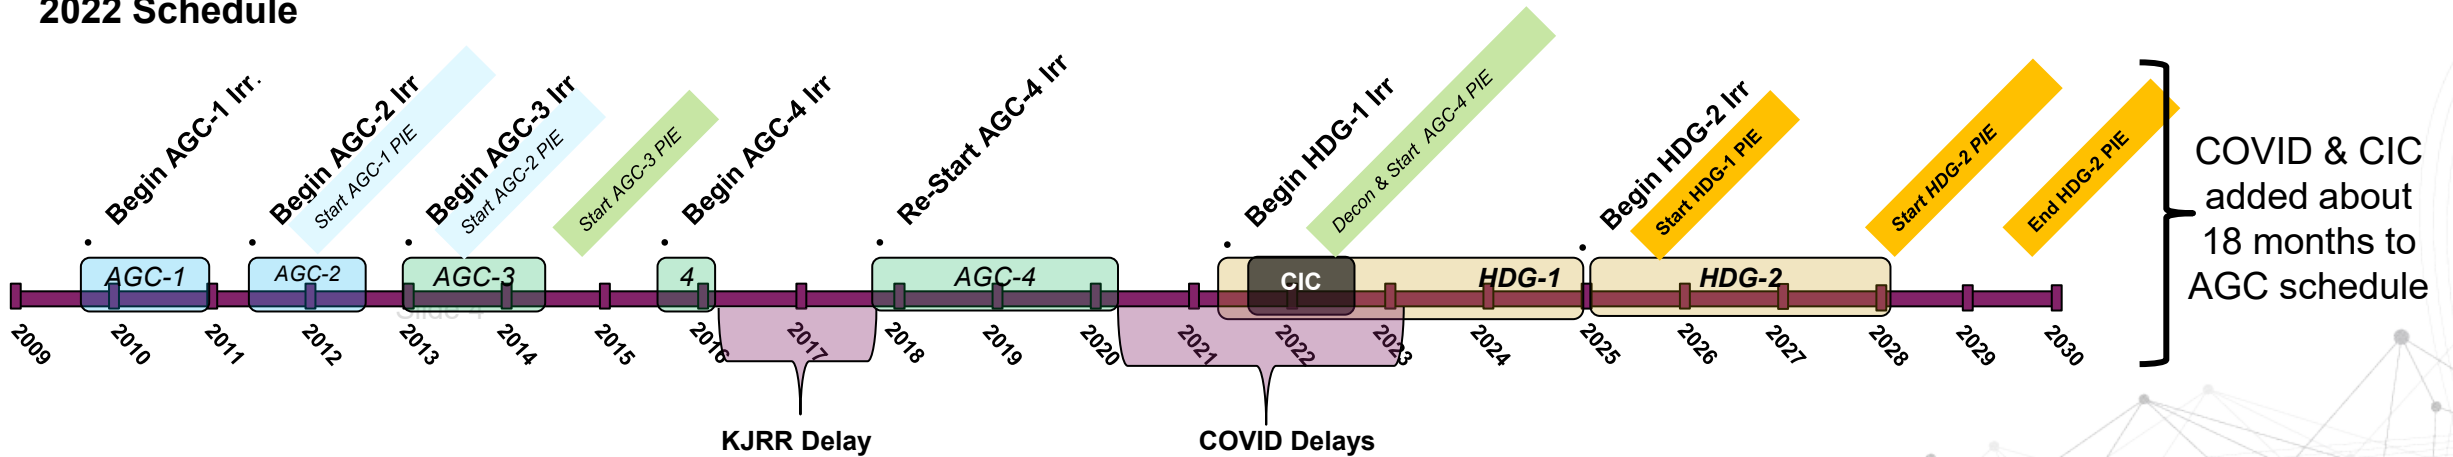 2022 Schedule
Begin AGC-1 Irr.
Begin AGC-2 Irr
Start AGC-1 PIE
Begin AGC-3 Irr
Start AGC-2 PIE
Start AGC-3 PIE
Begin AGC-4 Irr
Re-Start AGC-4 Irr
Begin HDG-1 Irr
Decon & Start AGC-4 PIE
Begin HDG-2 Irr
Start HDG-1 PIE
Start HDG-2 PIE
End HDG-2 PIE
AGC-1
AGC-2
AGC-3
4
AGC-4
CIC
HDG-1
HDG-2
Slide 4
2009
2010
2011
2012
2013
2014
2015
2016
2017
2018
2019
2020
2021
2022
2023
2024
2025
2026
2027
2028
2029
2030
KJRR Delay
COVID Delays
COVID & CIC
added about
18 months to
AGC schedule